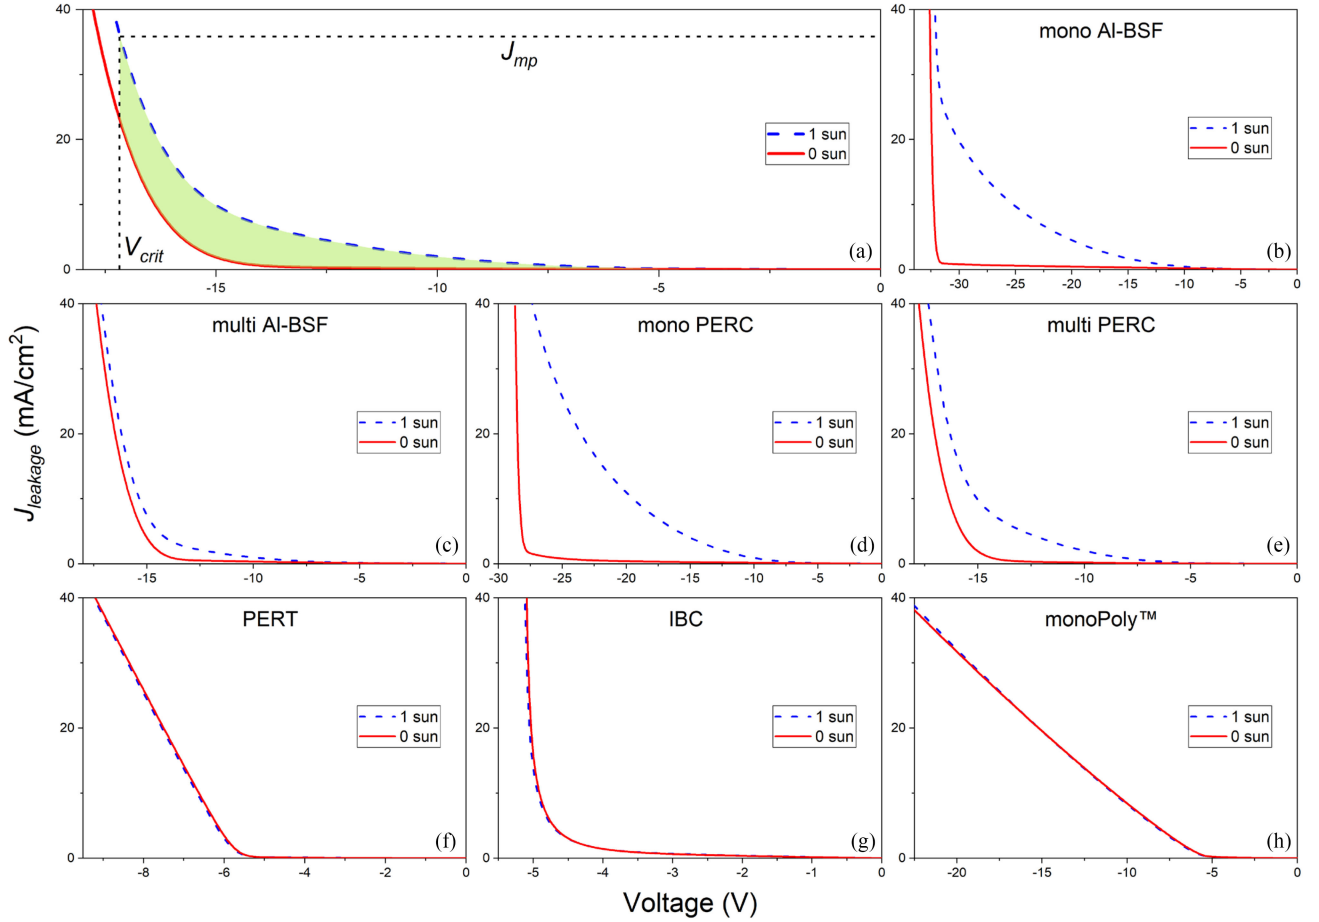 J_leakage (mA/cm²)
40
20
0
J_mp
V_crit
1 sun
0 sun
(a)
-15
-10
-5
0
40
20
0
mono Al-BSF
1 sun
0 sun
(b)
-30
-25
-20
-15
-10
-5
0
40
20
0
multi Al-BSF
1 sun
0 sun
(c)
-15
-10
-5
0
40
20
0
mono PERC
1 sun
0 sun
(d)
-30
-25
-20
-15
-10
-5
0
40
20
0
multi PERC
1 sun
0 sun
(e)
-15
-10
-5
0
40
20
0
PERT
1 sun
0 sun
(f)
-8
-6
-4
-2
0
40
20
0
IBC
1 sun
0 sun
(g)
-5
-4
-3
-2
-1
0
40
20
0
monoPoly™
1 sun
0 sun
(h)
-20
-15
-10
-5
0
Voltage (V)